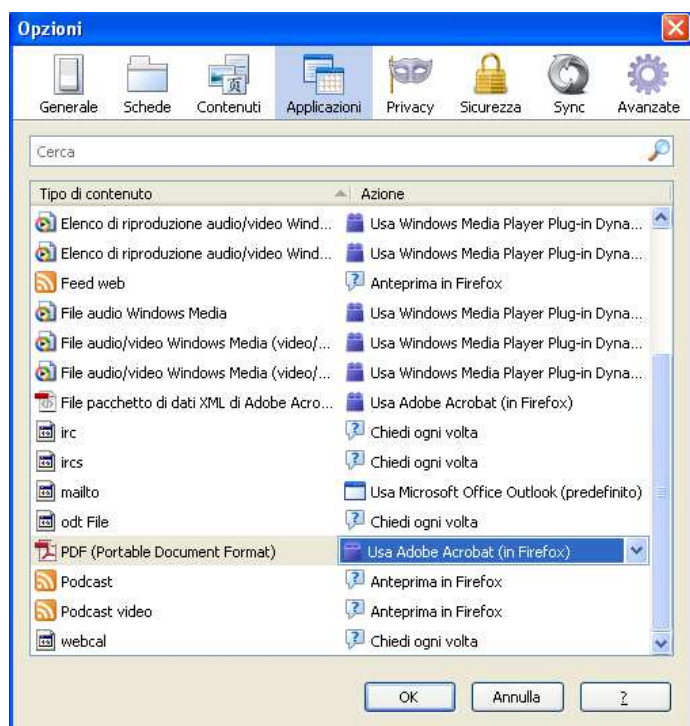 Opzioni
Generale Schede Contenuti Applicazioni Privacy Sicurezza Sync Avanzate
Cerca
Tipo di contenuto Azione
Elenco di riproduzione audio/video Wind... Usa Windows Media Player Plug-in Dyna...
Elenco di riproduzione audio/video Wind... Usa Windows Media Player Plug-in Dyna...
Feed web Anteprima in Firefox
File audio Windows Media Usa Windows Media Player Plug-in Dyna...
File audio/video Windows Media (video/... Usa Windows Media Player Plug-in Dyna...
File audio/video Windows Media (video/... Usa Windows Media Player Plug-in Dyna...
File pacchetto di dati XML di Adobe Acro... Usa Adobe Acrobat (in Firefox)
irc Chiedi ogni volta
ircs Chiedi ogni volta
mailto Usa Microsoft Office Outlook (predefinito)
odt File Chiedi ogni volta
PDF (Portable Document Format) Usa Adobe Acrobat (in Firefox)
Podcast Anteprima in Firefox
Podcast video Anteprima in Firefox
webcal Chiedi ogni volta
OK Annulla ?